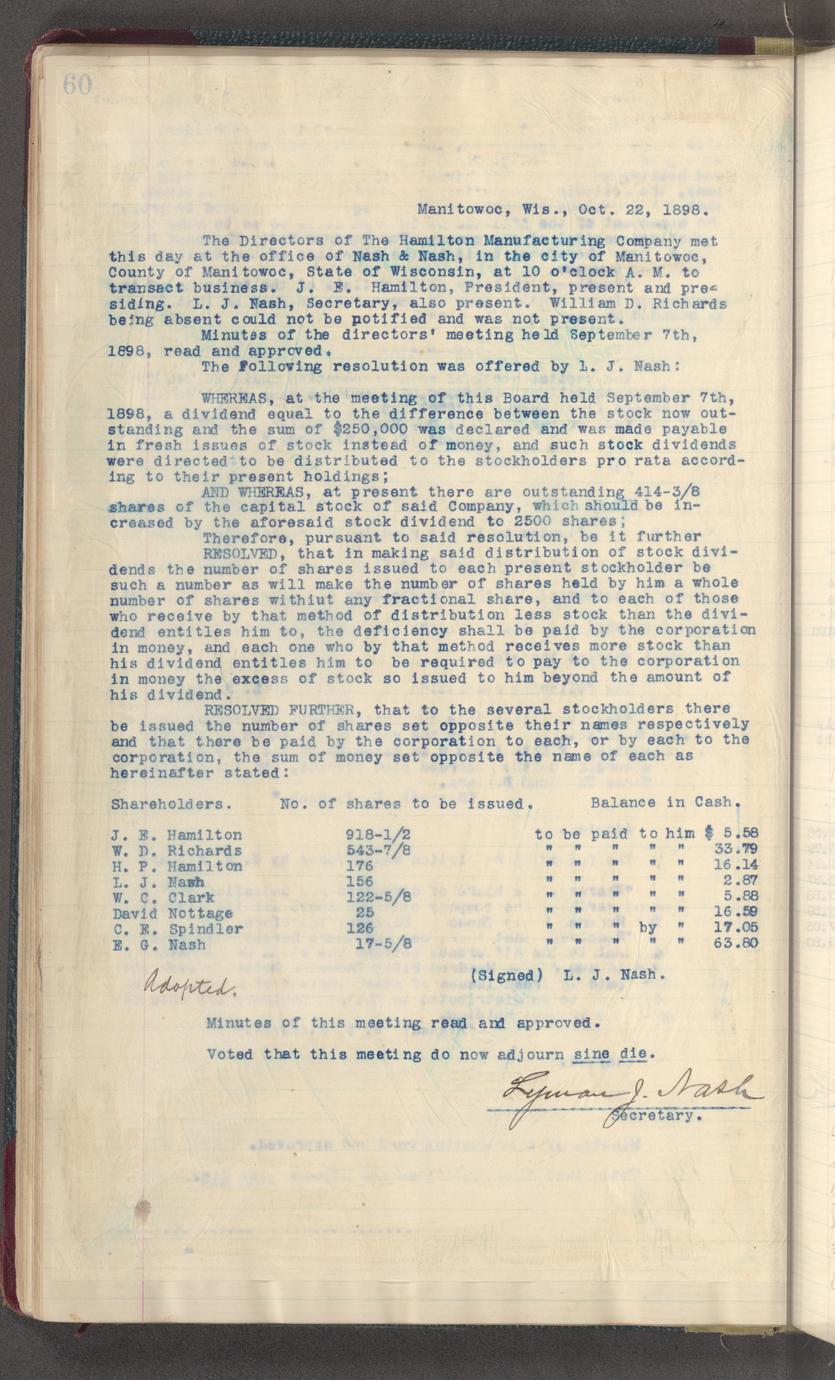 60
Manitowoc, Wis., Oct. 22, 1898.
The Directors of The Hamilton Manufacturing Company met
this day at the office of Nash & Nash, in the city of Manitowoc,
County of Manitowoc, State of Wisconsin, at 10 o'clock A. M. to
transact business. J. E. Hamilton, President, present and pre-
siding. L. J. Nash, Secretary, also present. William D. Richards
being absent could not be notified and was not present.
Minutes of the directors' meeting held September 7th,
1898, read and approved.
The following resolution was offered by L. J. Nash:
WHEREAS, at the meeting of this Board held September 7th,
1898, a dividend equal to the difference between the stock now out-
standing and the sum of $250,000 was declared and was made payable
in fresh issues of stock instead of money, and such stock dividends
were directed to be distributed to the stockholders pro rata accord-
ing to their present holdings;
AND WHEREAS, at present there are outstanding 414-3/8
shares of the capital stock of said Company, which should be in-
creased by the aforesaid stock dividend to 2500 shares;
Therefore, pursuant to said resolution, be it further
RESOLVED, that in making said distribution of stock divi-
dends the number of shares issued to each present stockholder be
such a number as will make the number of shares held by him a whole
number of shares withiut any fractional share, and to each of those
who receive by that method of distribution less stock than the divi-
dend entitles him to, the deficiency shall be paid by the corporation
in money, and each one who by that method receives more stock than
his dividend entitles him to be required to pay to the corporation
in money the excess of stock so issued to him beyond the amount of
his dividend.
RESOLVED FURTHER, that to the several stockholders there
be issued the number of shares set opposite their names respectively
and that there be paid by the corporation to each, or by each to the
corporation, the sum of money set opposite the name of each as
hereinafter stated:
Shareholders. No. of shares to be issued. Balance in Cash.
J. E. Hamilton 918-1/2 to be paid to him $ 5.58
W. D. Richards 543-7/8 " " " " " 33.79
H. P. Hamilton 176 " " " " " 16.14
L. J. Nash 156 " " " " " 2.87
W. C. Clark 122-5/8 " " " " " 5.88
David Nottage 25 " " " " " 16.59
C. E. Spindler 126 " " " by " 17.05
E. G. Nash 17-5/8 " " " " " 63.80
Adopted.
(Signed) L. J. Nash.
Minutes of this meeting read and approved.
Voted that this meeting do now adjourn sine die.
Lyman J. Nash
Secretary.